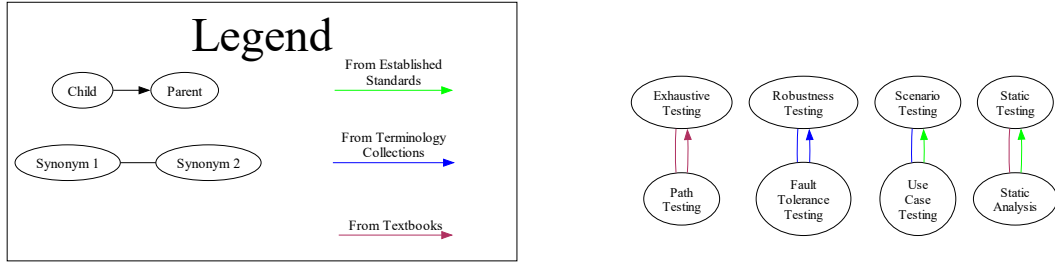 Legend
Child
Parent
From Established
Standards
Synonym 1
Synonym 2
From Terminology
Collections
From Textbooks
Exhaustive
Testing
Robustness
Testing
Scenario
Testing
Static
Testing
Path
Testing
Fault
Tolerance
Testing
Use
Case
Testing
Static
Analysis